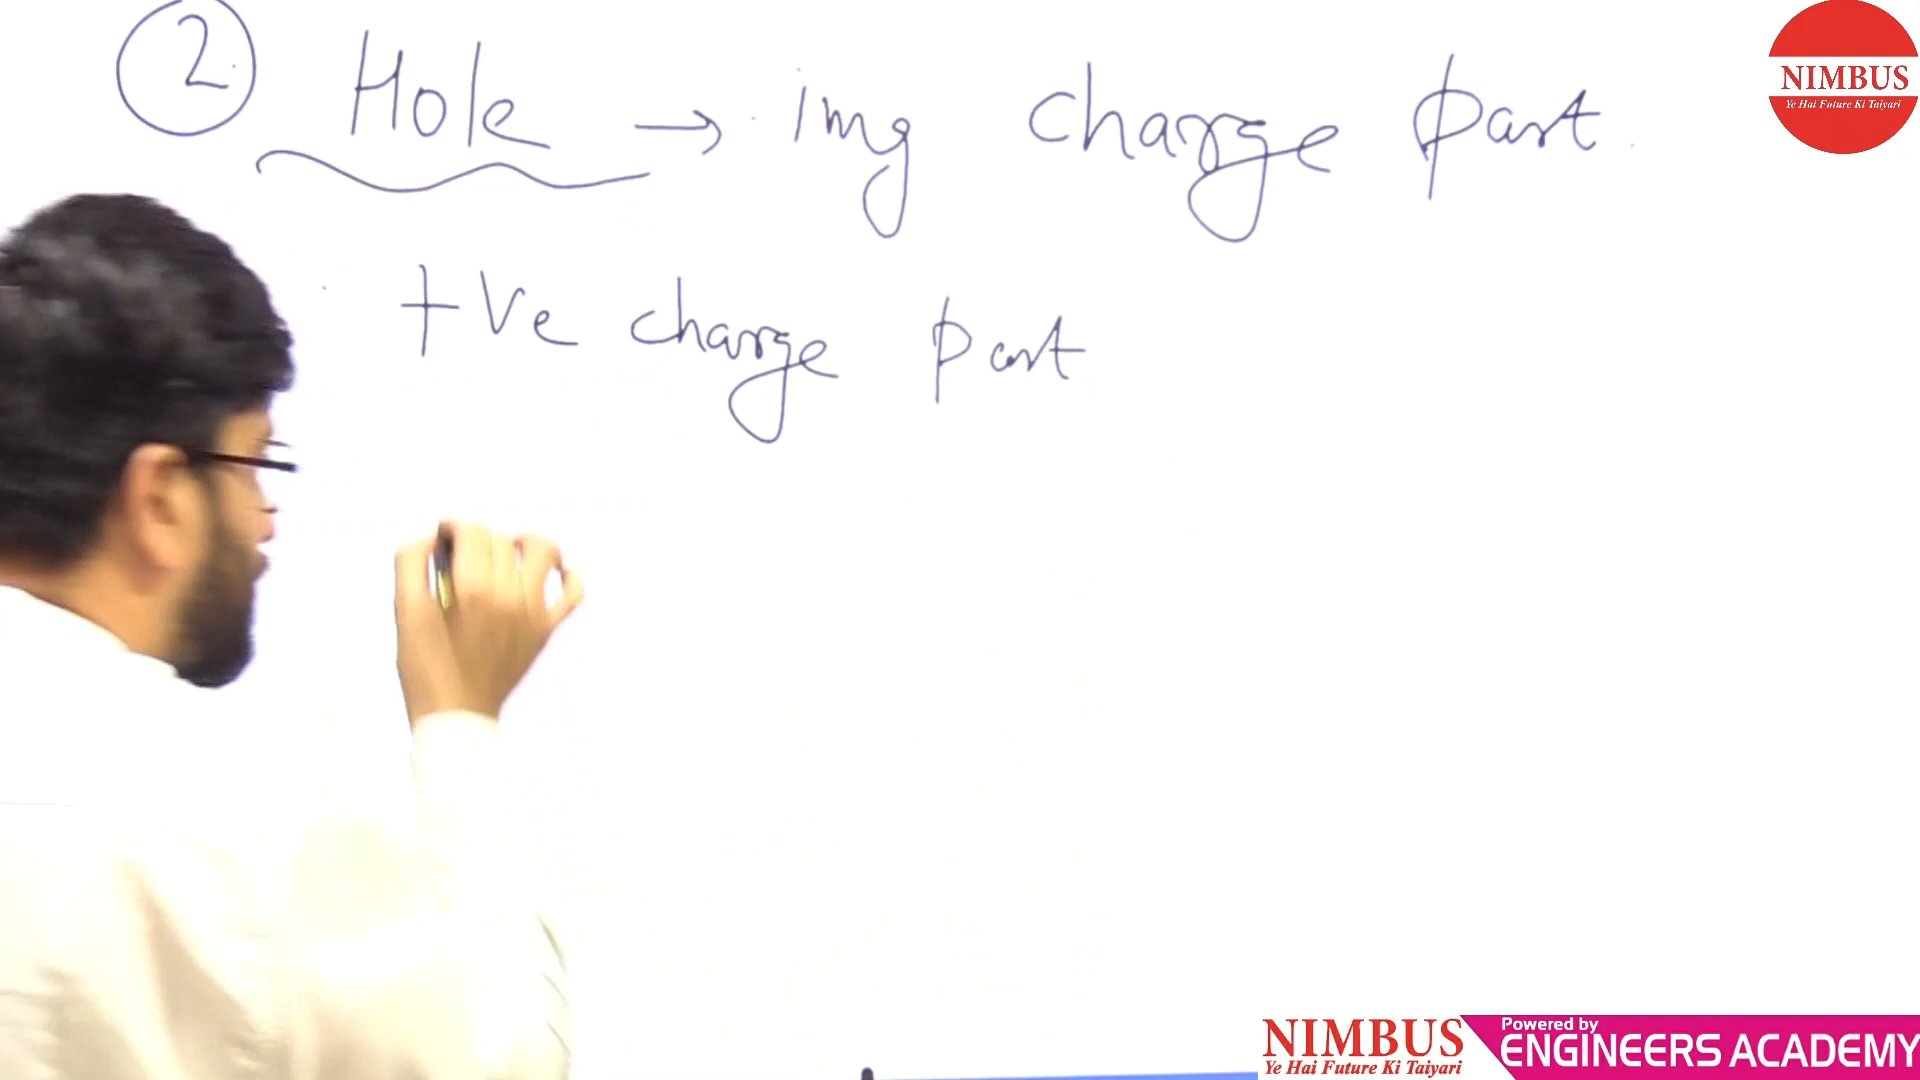 2 Hole → img charge part.
+ve charge part
NIMBUS
Ye Hai Future Ki Taiyari
NIMBUS
Ye Hai Future Ki Taiyari
Powered by
ENGINEERS ACADEMY